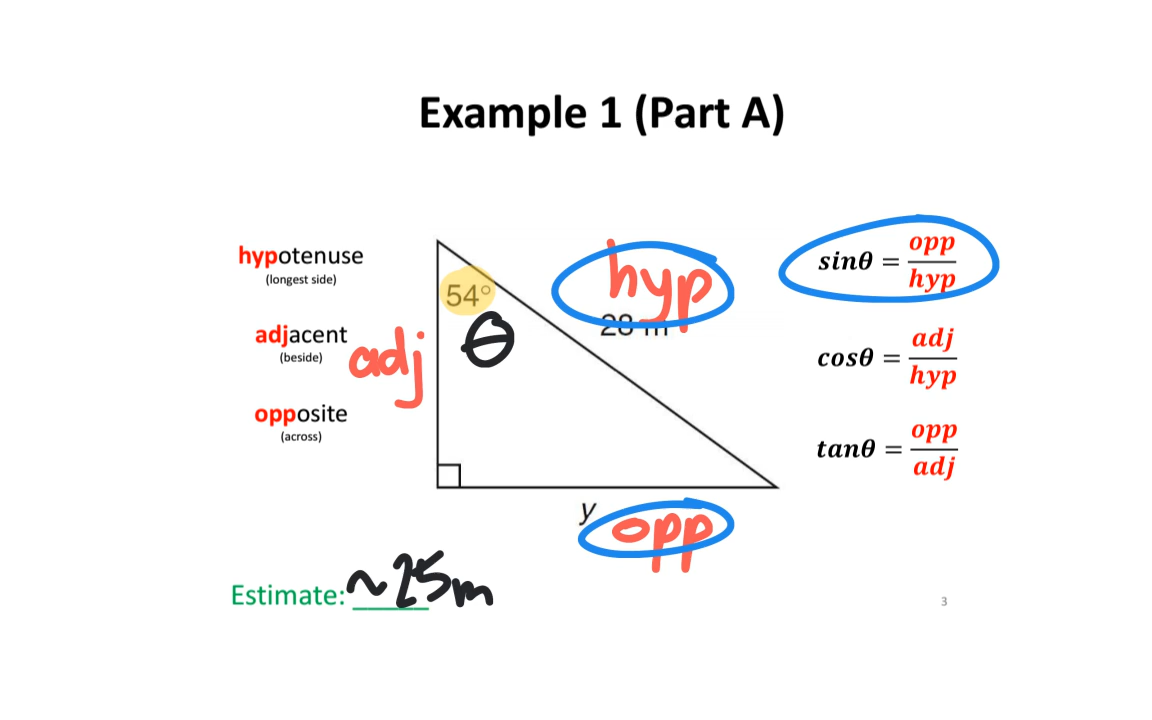 Example 1 (Part A)
hypotenuse
(longest side)
adjacent
(beside)
opposite
(across)
adj
54°
θ
hyp
28 m
y
opp
sinθ = opp/hyp
cosθ = adj/hyp
tanθ = opp/adj
Estimate: ~25m
3